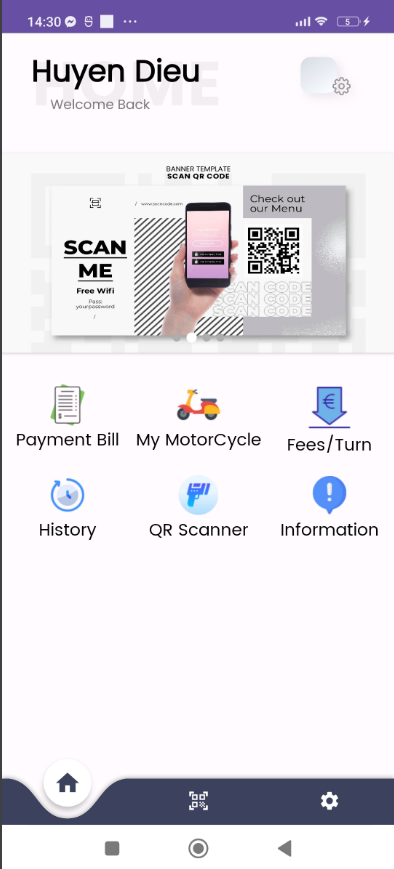 14:30
5
HOME
Huyen Dieu
Welcome Back
BANNER TEMPLATE
SCAN QR CODE
/ www.scancode.com
Check out
our Menu
SCAN
ME
Free Wifi
Pass:
yourpassword
/
SCAN CODE
SCAN CODE
SCAN CODE
Payment Bill
My MotorCycle
Fees/Turn
History
QR Scanner
Information